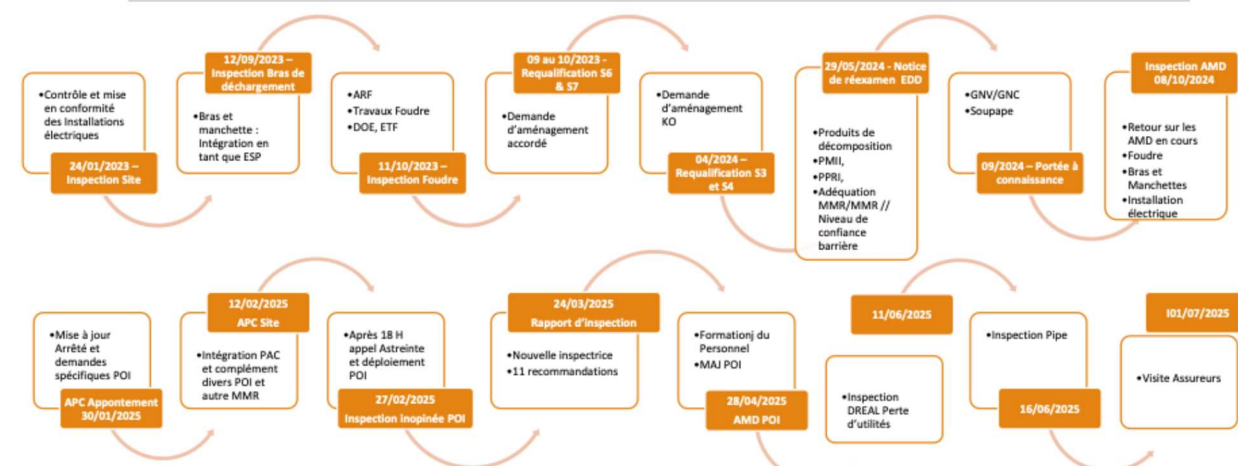 •Contrôle et mise
en conformité
des Installations
électriques
24/01/2023 –
Inspection Site
12/09/2023 –
Inspection Bras de
déchargement
•Bras et
manchette :
Intégration en
tant que ESP
•ARF
•Travaux Foudre
•DOE, ETF
11/10/2023 –
Inspection Foudre
09 au 10/2023 -
Requalification S6
& S7
•Demande
d'aménagement
accordé
•Demande
d'aménagement
KO
04/2024 –
Requalification S3
et S4
29/05/2024 - Notice
de réexamen EDD
•Produits de
décomposition
•PMII,
•PPRI,
•Adéquation
MMR/MMR //
Niveau de
confiance
barrière
•GNV/GNC
•Soupape
09/2024 – Portée à
connaissance
Inspection AMD
08/10/2024
•Retour sur les
AMD en cours
•Foudre
•Bras et
Manchettes
•Installation
électrique
•Mise à jour
Arrêté et
demandes
spécifiques POI
APC Appontement
30/01/2025
12/02/2025
APC Site
•Intégration PAC
et complément
divers POI et
autre MMR
•Après 18 H
appel Astreinte
et déploiement
POI
27/02/2025
Inspection inopinée POI
24/03/2025
Rapport d'Inspection
•Nouvelle inspectrice
•11 recommandations
•Formationj du
Personnel
•MAJ POI
28/04/2025
AMD POI
11/06/2025
•Inspection
DREAL Perte
d'utilités
•Inspection Pipe
16/06/2025
I01/07/2025
•Visite Assureurs